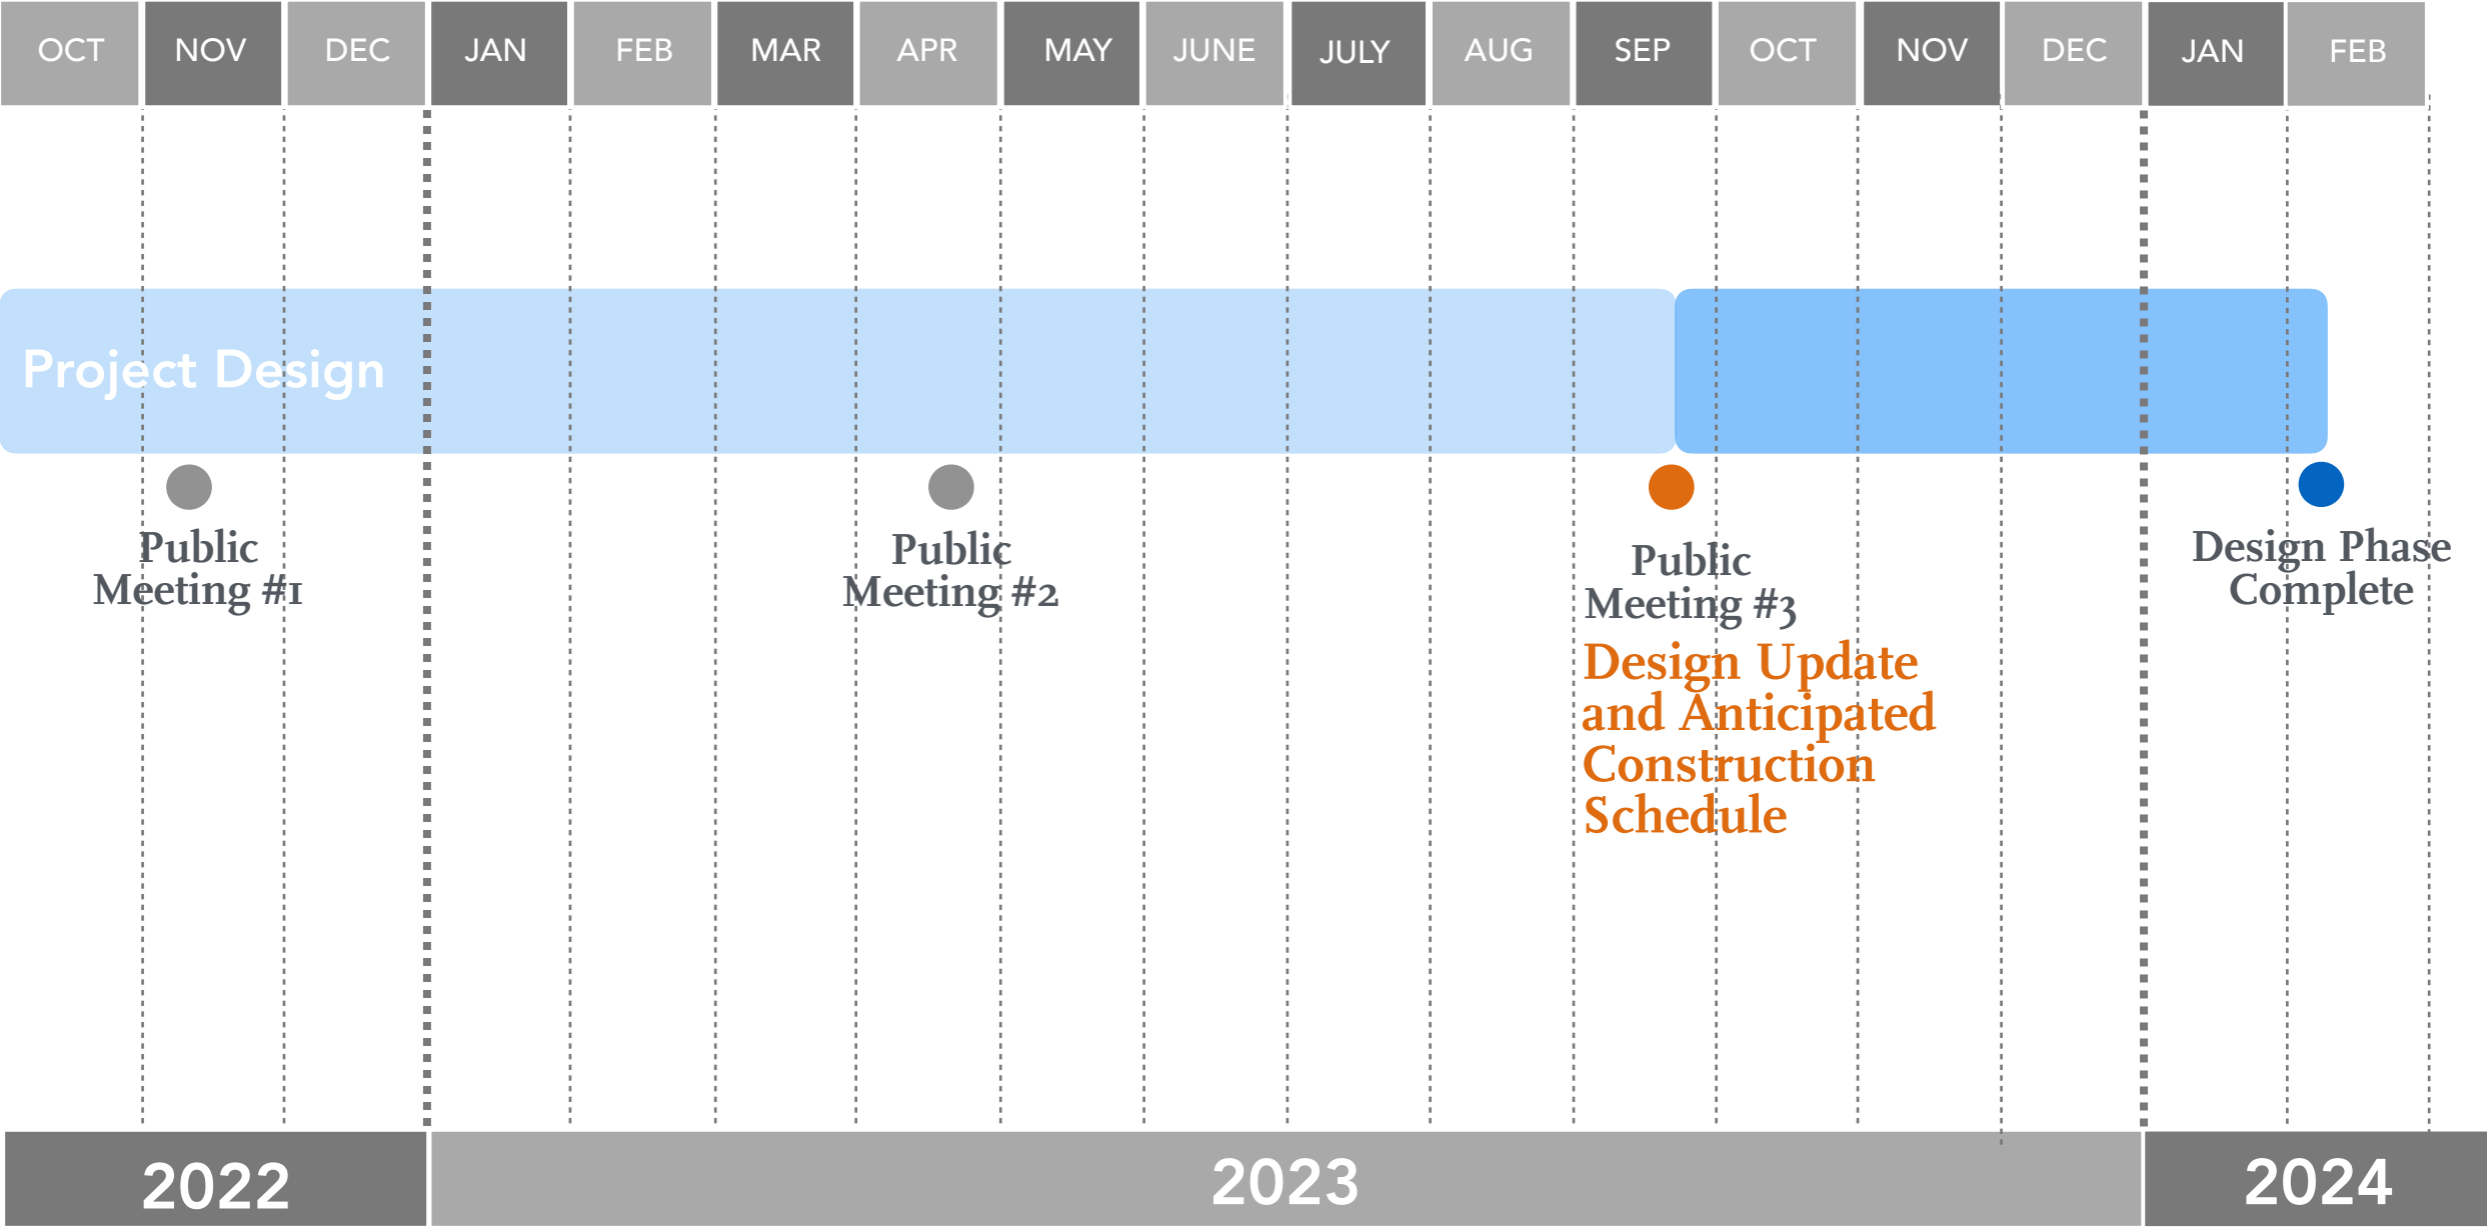 OCT NOV DEC JAN FEB MAR APR MAY JUNE JULY AUG SEP OCT NOV DEC JAN FEB
Project Design
Public
Meeting #1
Public
Meeting #2
Public
Meeting #3
Design Update
and Anticipated
Construction
Schedule
Design Phase
Complete
2022 2023 2024